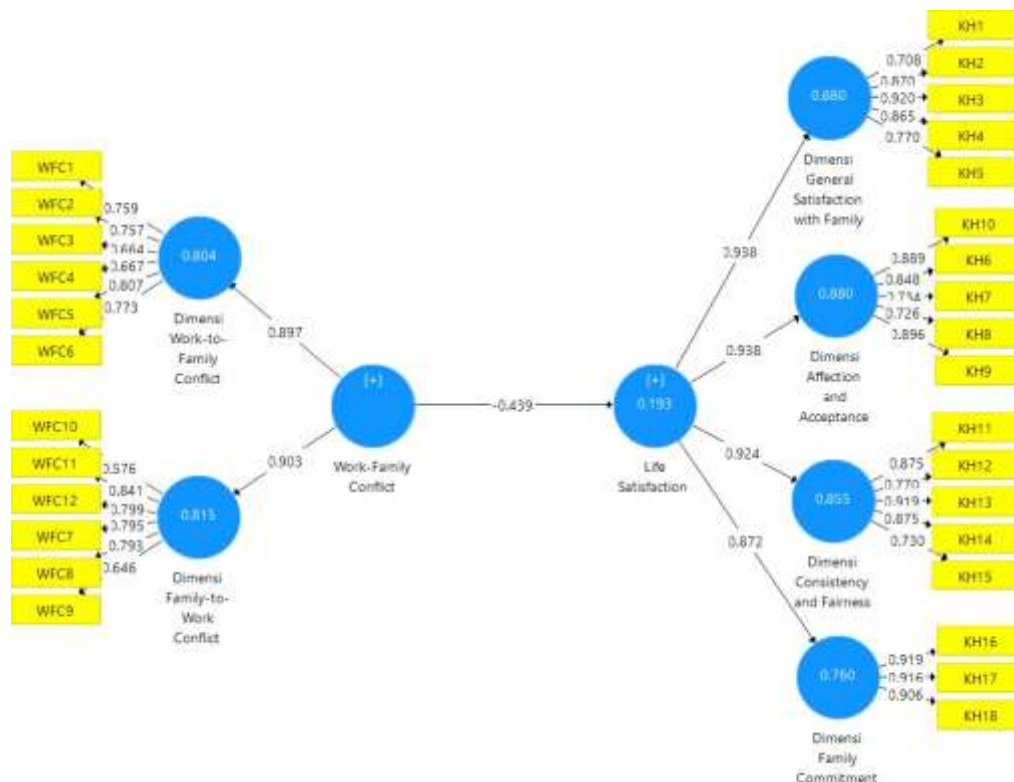 WFC1
WFC2
WFC3
WFC4
WFC5
WFC6
0.759
0.757
0.664
0.667
0.807
0.773
0.804
Dimensi
Work-to-
Family
Conflict
0.897
WFC10
WFC11
WFC12
WFC7
WFC8
WFC9
0.576
0.841
0.799
0.795
0.793
0.646
0.815
Dimensi
Family-to-
Work
Conflict
0.903
[+]
Work-Family
Conflict
-0.439
[+]
0.193
Life
Satisfaction
0.938
0.938
0.924
0.872
0.880
Dimensi
General
Satisfaction
with Family
0.708
0.870
0.920
0.865
0.770
KH1
KH2
KH3
KH4
KH5
0.880
Dimensi
Affection
and
Acceptance
0.889
0.848
0.726
0.896
KH10
KH6
KH7
KH8
KH9
0.855
Dimensi
Consistency
and Fairness
0.875
0.770
0.919
0.875
0.730
KH11
KH12
KH13
KH14
KH15
0.760
Dimensi
Family
Commitment
0.919
0.916
0.906
KH16
KH17
KH18